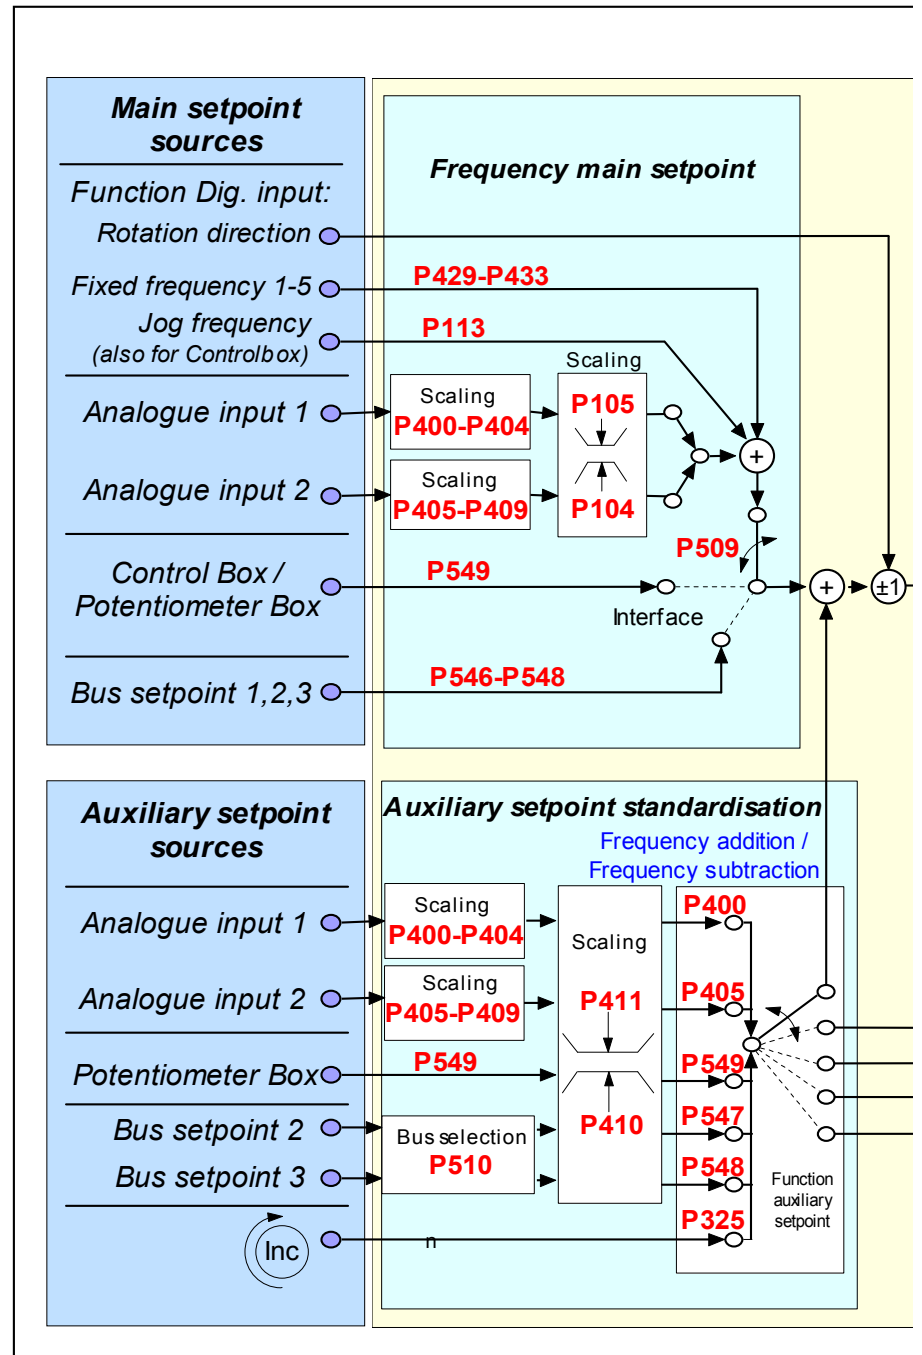 Main setpoint
sources
Function Dig. input:
Rotation direction
Fixed frequency 1-5
Jog frequency
(also for Controlbox)
Analogue input 1
Analogue input 2
Control Box /
Potentiometer Box
Bus setpoint 1,2,3
Frequency main setpoint
P429-P433
P113
Scaling
Scaling
P400-P404
P105
Scaling
P405-P409
P104
P509
P549
Interface
P546-P548
+
+
±1
Auxiliary setpoint
sources
Analogue input 1
Analogue input 2
Potentiometer Box
Bus setpoint 2
Bus setpoint 3
Inc
Auxiliary setpoint standardisation
Frequency addition /
Frequency subtraction
Scaling
P400-P404
Scaling
P405-P409
P549
Bus selection
P510
n
Scaling
P411
P410
P400
P405
P549
P547
P548
P325
Function
auxiliary
setpoint